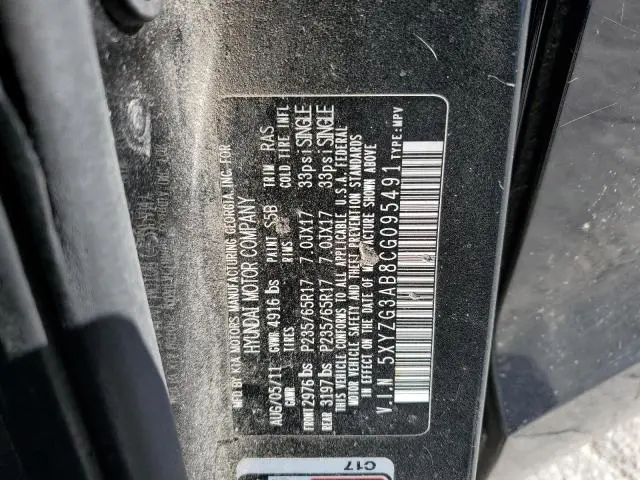 MFD BY KIA MOTORS MANUFACTURING GEORGIA INC. FOR
HYUNDAI MOTOR COMPANY
AUG/05/11 GVWR 4916 lbs PAINT S5B TRIM RAS
GAWR TIRES RIMS COLD TIRE INFL.
FRONT 2976 lbs P235/65R17 7.0JX17 33psi SINGLE
REAR 3197 lbs P235/65R17 7.0JX17 33psi SINGLE
THIS VEHICLE CONFORMS TO ALL APPLICABLE U.S.A. FEDERAL
MOTOR VEHICLE SAFETY AND THEFT PREVENTION STANDARDS
IN EFFECT ON THE DATE OF MANUFACTURE SHOWN ABOVE
V.I.N 5XYZG3AB8CG095491 TYPE:MPV
C17